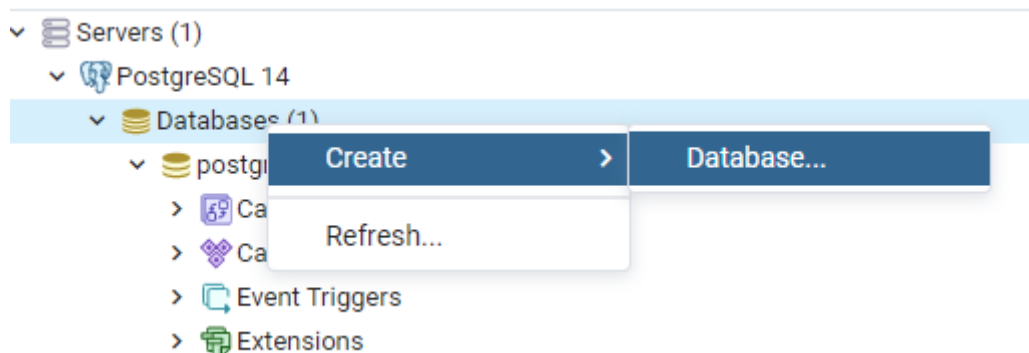 Servers (1)
PostgreSQL 14
Databases (1)
Create
Database...
Refresh...
Event Triggers
Extensions